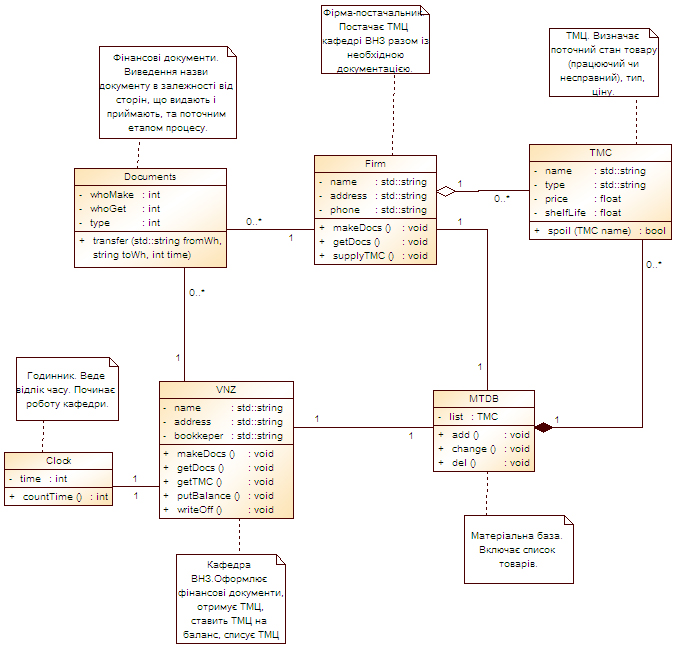 Фірма-постачальник.
Постачає ТМЦ
кафедрі ВНЗ разом із
необхідною
документацією.
ТМЦ. Визначає
поточний стан товару
(працюючий чи
несправний), тип,
ціну.
Фінансові документи.
Виведення назви
документу в залежності від
сторін, що видають і
приймають, та поточним
етапом процесу.
Documents
- whoMake : int
- whoGet : int
- type : int
+ transfer (std::string fromWh,
string toWh, int time)
Firm
- name : std::string
- address : std::string
- phone : std::string
+ makeDocs () : void
+ getDocs () : void
+ supplyTMC () : void
TMC
- name : std::string
- type : std::string
- price : float
- shelfLife : float
+ spoil (TMC name) : bool
1
0..*
0..*
1
1
0..*
0..*
1
1
Годинник. Веде
відлік часу. Починає
роботу кафедри.
VNZ
- name : std::string
- address : std::string
- bookkeper : std::string
+ makeDocs () : void
+ getDocs () : void
+ getTMC () : void
+ putBalance () : void
+ writeOff () : void
MTDB
- list : TMC
+ add () : void
+ change () : void
+ del () : void
1
1
1
Clock
- time : int
+ countTime () : int
1
1
Матеріальна база.
Включає список
товарів.
Кафедра
ВНЗ.Оформлює
фінансові документи,
отримує ТМЦ,
ставить ТМЦ на
баланс, списує ТМЦ